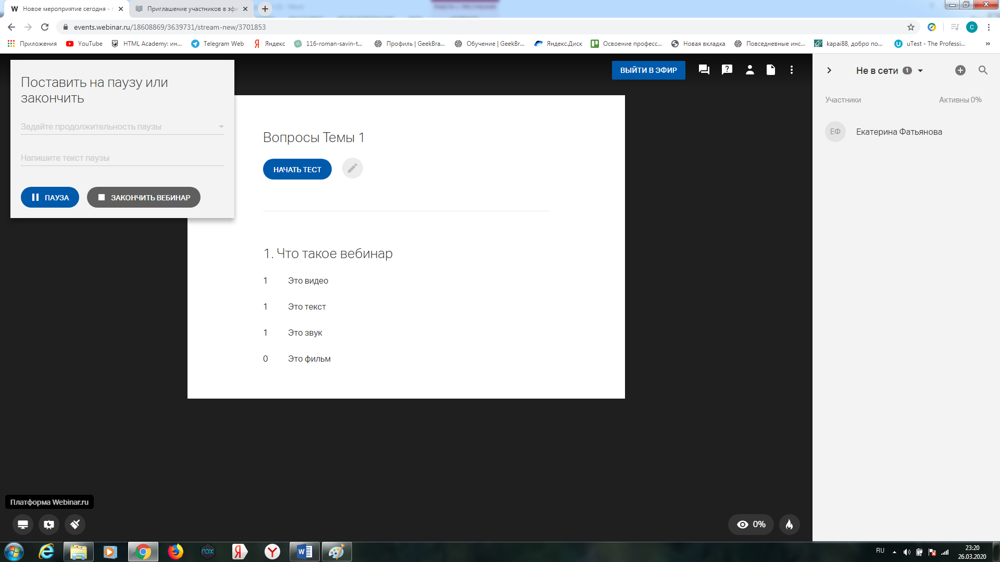 Новое мероприятие сегодня - п
Приглашение участников в эфи
events.webinar.ru/18608869/3639731/stream-new/3701853
С
Приложения
YouTube
HTML Academy: ин...
Telegram Web
Яндекс
116-roman-savin-t...
Профиль | GeekBra...
Обучение | GeekBr...
Яндекс.Диск
Освоение професс...
Новая вкладка
Повседневные инс...
kapai88, добро по...
uTest - The Professi...
»
Поставить на паузу или
закончить
Задайте продолжительность паузы
Напишите текст паузы
ПАУЗА
ЗАКОНЧИТЬ ВЕБИНАР
ВЫЙТИ В ЭФИР
Не в сети 1
Участники
Активны 0%
ЕФ
Екатерина Фатьянова
Вопросы Темы 1
НАЧАТЬ ТЕСТ
1. Что такое вебинар
1 Это видео
1 Это текст
1 Это звук
0 Это фильм
Платформа Webinar.ru
0%
nox
RU
23:20
26.03.2020